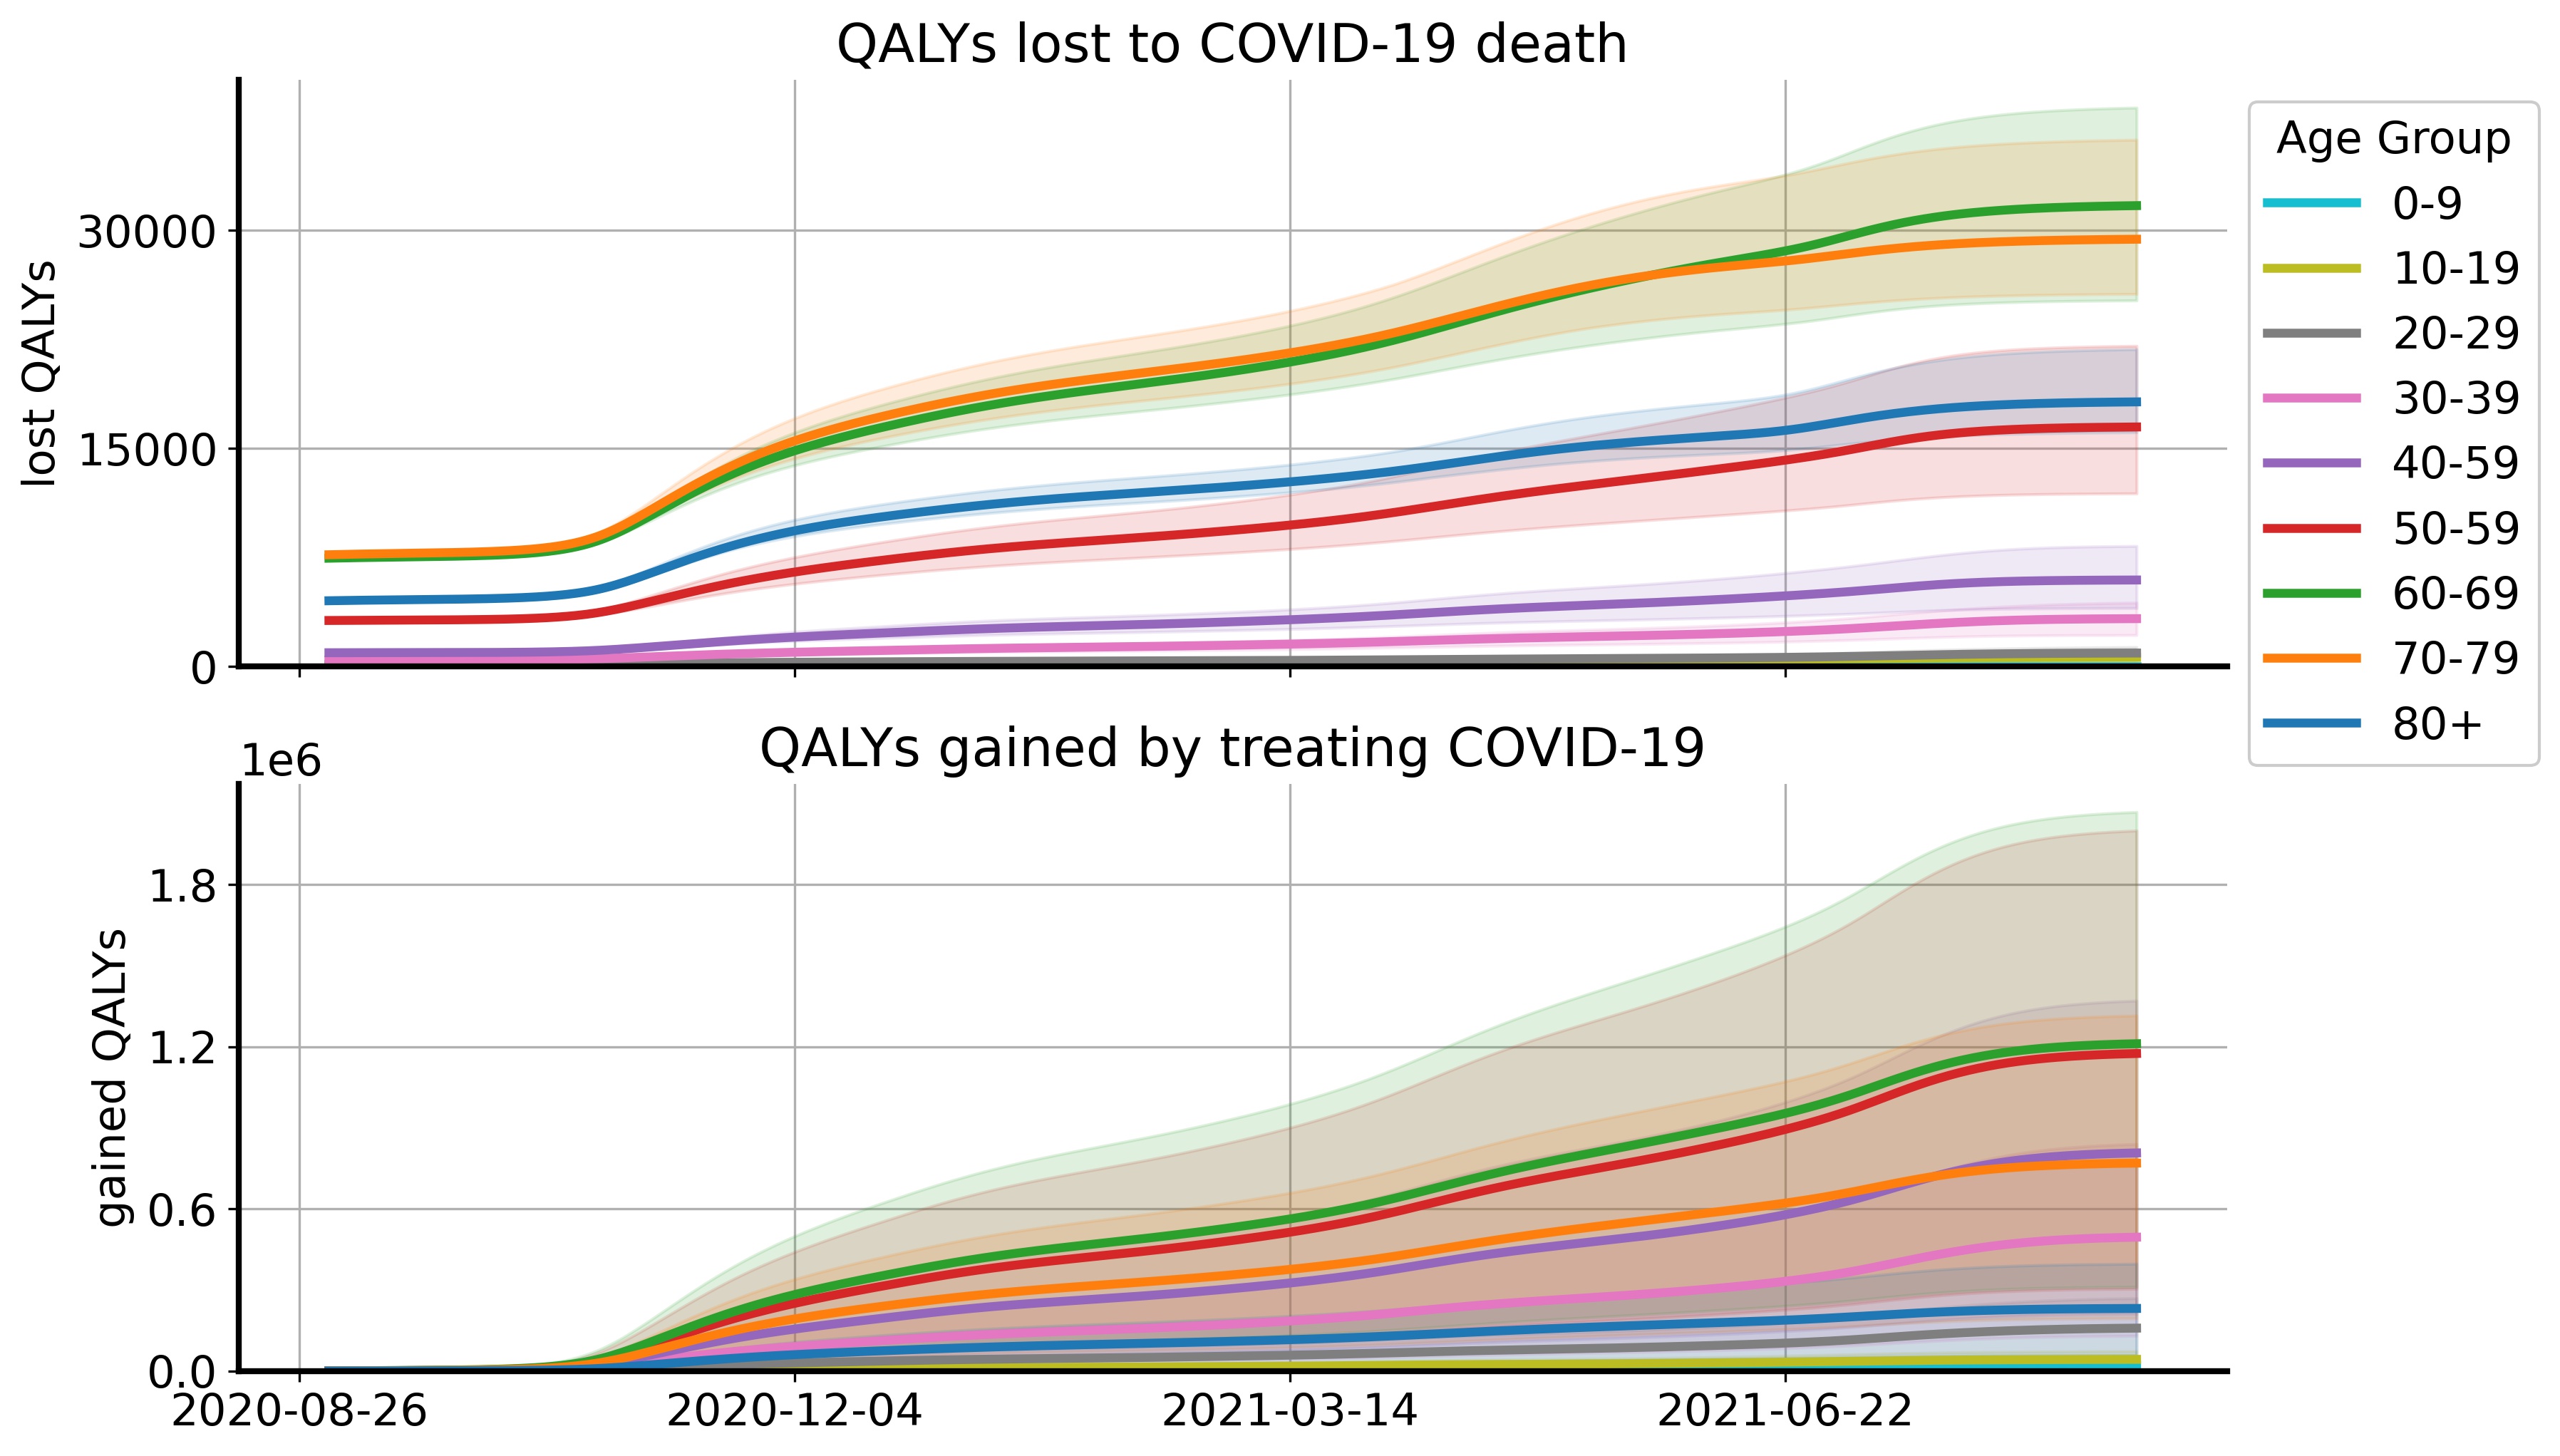 QALYs lost to COVID-19 death
30000
15000
0
lost QALYs
Age Group
0-9
10-19
20-29
30-39
40-59
50-59
60-69
70-79
80+
QALYs gained by treating COVID-19
1e6
1.8
1.2
0.6
0.0
gained QALYs
2020-08-26 2020-12-04 2021-03-14 2021-06-22